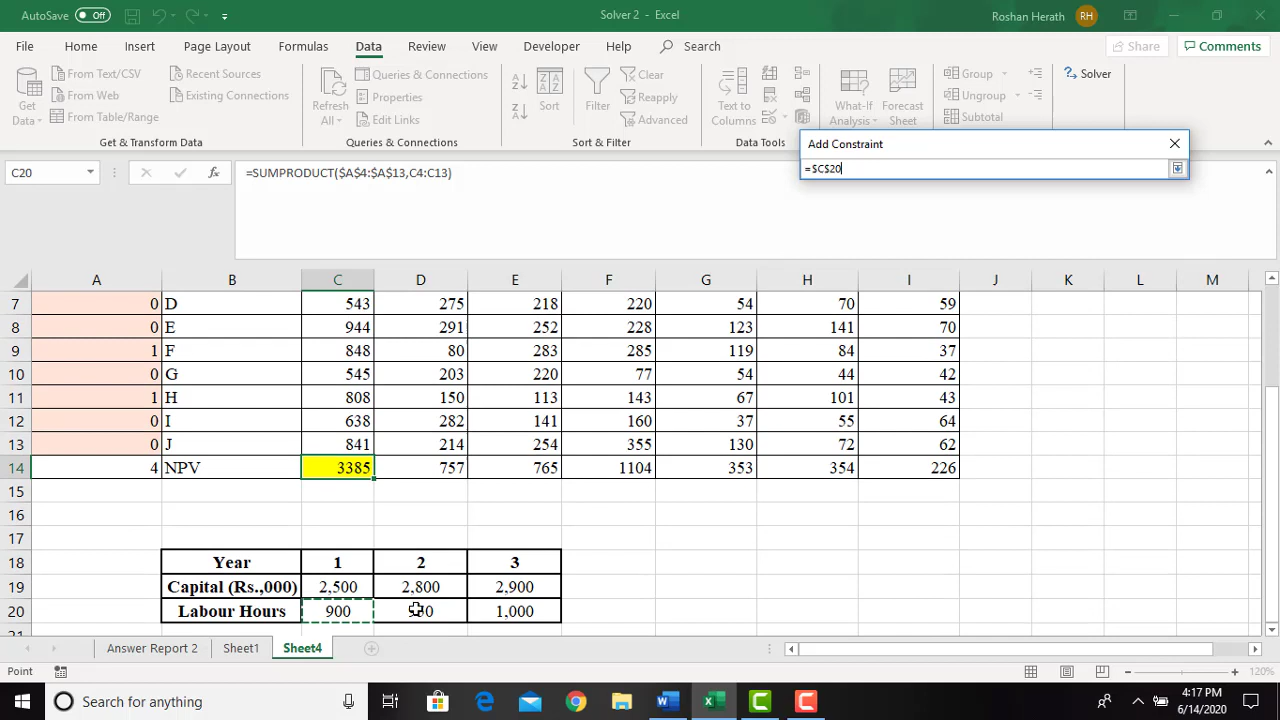 AutoSave Off Solver 2 - Excel Roshan Herath RH
File Home Insert Draw Page Layout Formulas Data Review View Developer Help Search Share Comments
Get Data From Text/CSV From Web From Table/Range Recent Sources Existing Connections
Refresh All Queries & Connections Properties Edit Links
Sort Filter Clear Reapply Advanced
Text to Columns What-If Analysis Forecast Sheet Group Ungroup Subtotal Solver
Get & Transform Data Queries & Connections Sort & Filter Data Tools
Add Constraint
=$C$20
C20 fx =SUMPRODUCT($A$4:$A$13,C4:C13)
A B C D E F G H I J K L M
7 0 D 543 275 218 220 54 70 59
8 0 E 944 291 252 228 123 141 70
9 1 F 848 80 283 285 119 84 37
10 0 G 545 203 220 77 54 44 42
11 1 H 808 150 113 143 67 101 43
12 0 I 638 282 141 160 37 55 64
13 0 J 841 214 254 355 130 72 62
14 4 NPV 3385 757 765 1104 353 354 226
15
16
17
18 Year 1 2 3
19 Capital (Rs.,000) 2,500 2,800 2,900
20 Labour Hours 900 1,000
21
Answer Report 2 Sheet1 Sheet4
Point 120%
Search for anything 4:17 PM
6/14/2020